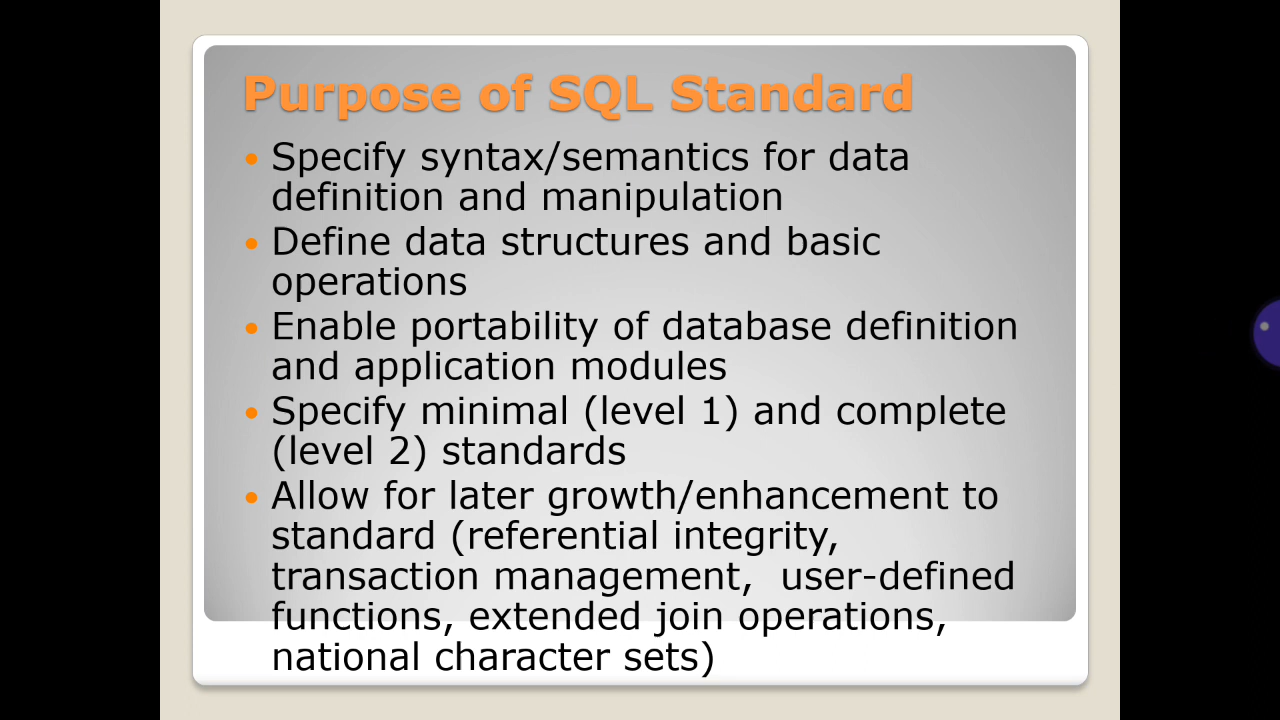 Purpose of SQL Standard
• Specify syntax/semantics for data
definition and manipulation
• Define data structures and basic
operations
• Enable portability of database definition
and application modules
• Specify minimal (level 1) and complete
(level 2) standards
• Allow for later growth/enhancement to
standard (referential integrity,
transaction management,  user-defined
functions, extended join operations,
national character sets)